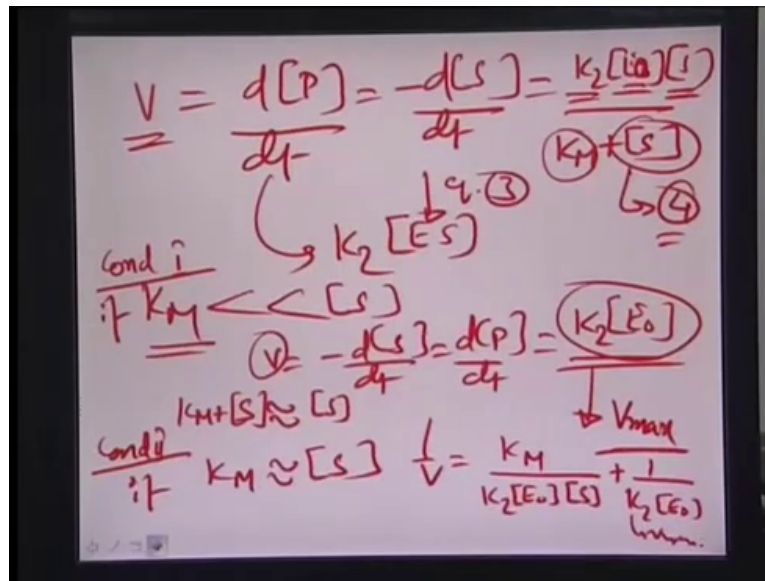 V = d[P]/dt = -d[S]/dt = K2[E0][S]/(KM + [S])
↓ q. ③ ↳ ④
K2[ES]
Cond i
if KM << [S]
V = -d[S]/dt = d[P]/dt = K2[E0]
KM+[S] ≈ [S] ↓ Vmax
Cond ii
if KM ≈ [S] 1/V = KM/(K2[E0][S]) + 1/(K2[E0])